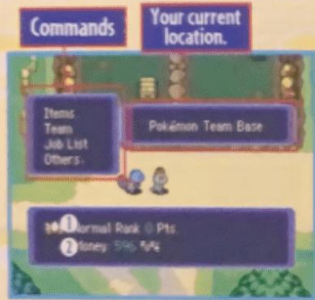 Commands
Your current
location.
Items
Team
Job List
Others
Pokémon Team Base
1 Normal Rank 0 Pts.
2 Money: 596